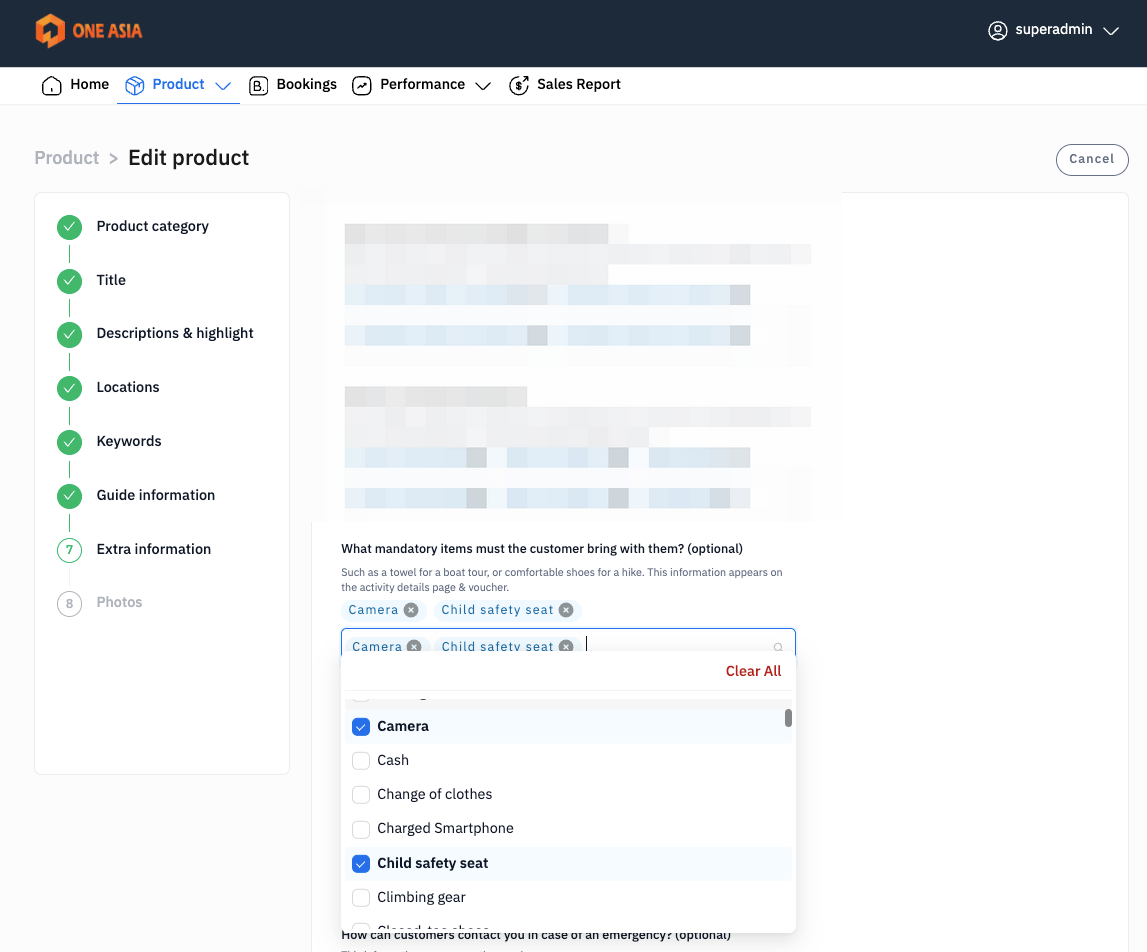 ONE ASIA
superadmin
Home
Product
Bookings
Performance
Sales Report
Product > Edit product
Cancel
Product category
Title
Descriptions & highlight
Locations
Keywords
Guide information
7 Extra information
8 Photos
What mandatory items must the customer bring with them? (optional)
Such as a towel for a boat tour, or comfortable shoes for a hike. This information appears on
the activity details page & voucher.
Camera Child safety seat
Camera Child safety seat
Clear All
Camera
Cash
Change of clothes
Charged Smartphone
Child safety seat
Climbing gear
How can customers contact you in case of an emergency? (optional)